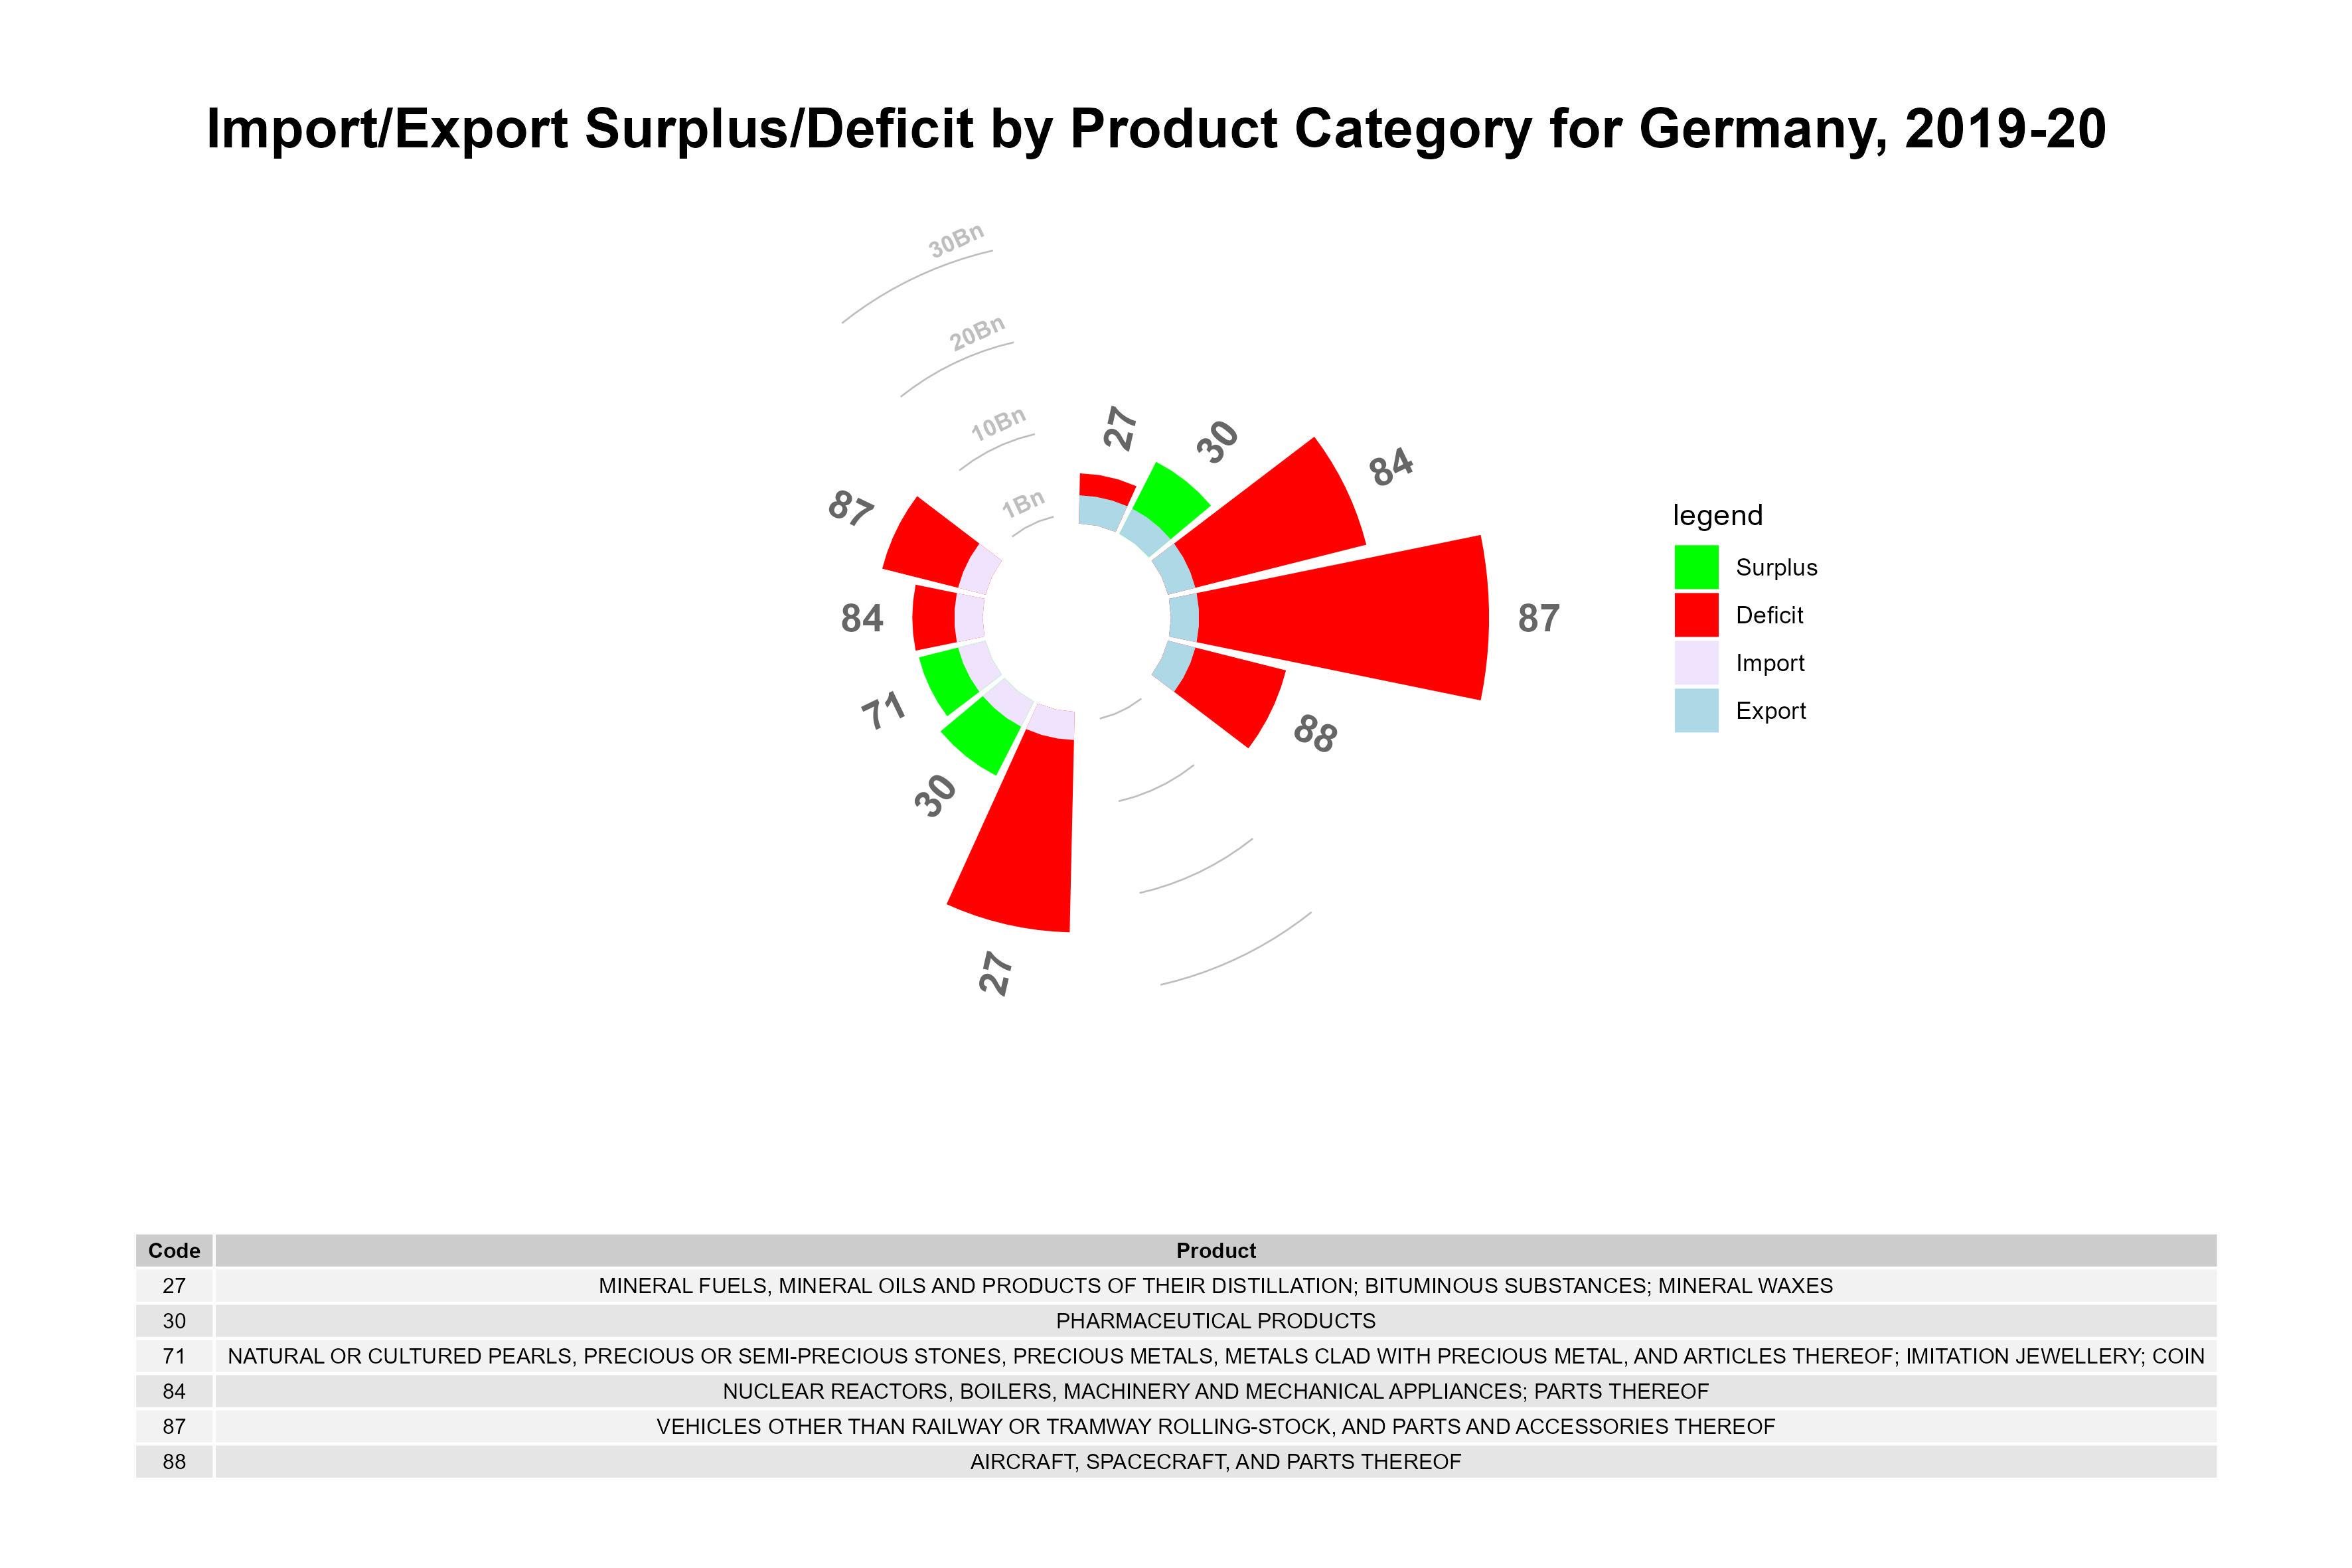 Import/Export Surplus/Deficit by Product Category for Germany, 2019-20
30Bn
20Bn
10Bn
1Bn
27
30
84
87
88
87
84
71
30
27
legend
Surplus
Deficit
Import
Export
Code Product
27 MINERAL FUELS, MINERAL OILS AND PRODUCTS OF THEIR DISTILLATION; BITUMINOUS SUBSTANCES; MINERAL WAXES
30 PHARMACEUTICAL PRODUCTS
71 NATURAL OR CULTURED PEARLS, PRECIOUS OR SEMI-PRECIOUS STONES, PRECIOUS METALS, METALS CLAD WITH PRECIOUS METAL, AND ARTICLES THEREOF; IMITATION JEWELLERY; COIN
84 NUCLEAR REACTORS, BOILERS, MACHINERY AND MECHANICAL APPLIANCES; PARTS THEREOF
87 VEHICLES OTHER THAN RAILWAY OR TRAMWAY ROLLING-STOCK, AND PARTS AND ACCESSORIES THEREOF
88 AIRCRAFT, SPACECRAFT, AND PARTS THEREOF